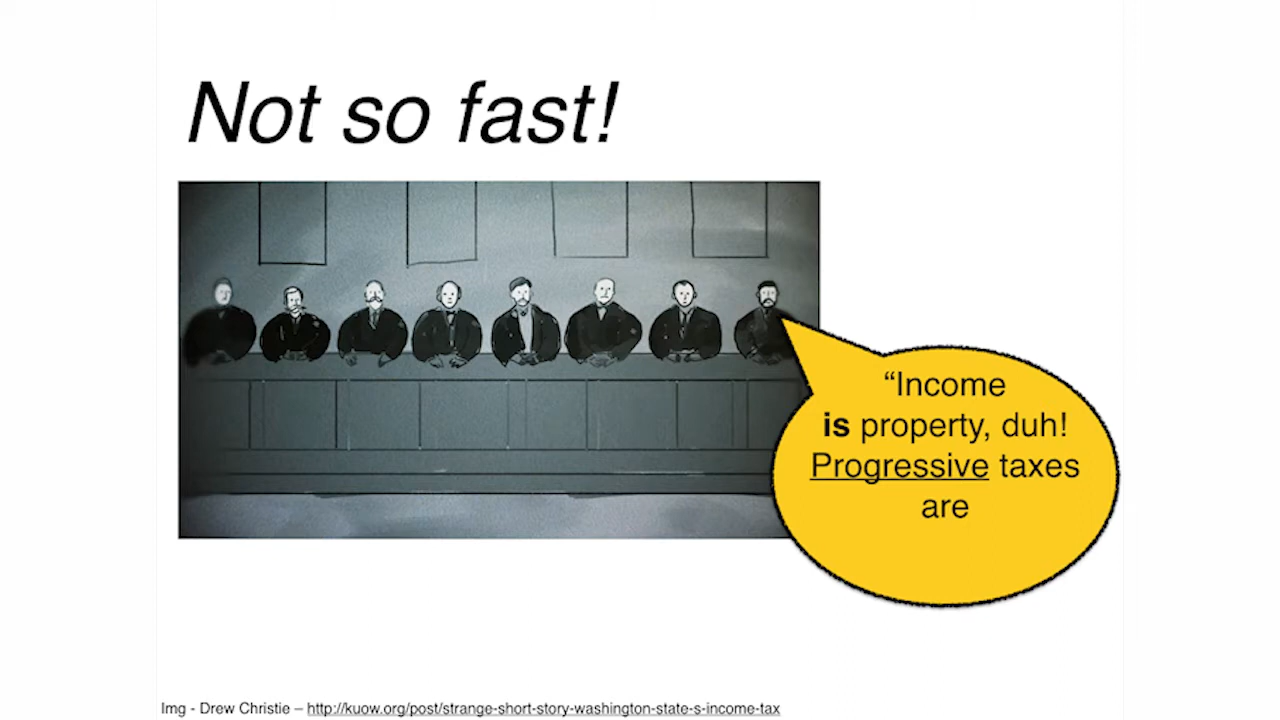 Not so fast!
“Income
is property, duh!
Progressive taxes
are
Img - Drew Christie – http://kuow.org/post/strange-short-story-washington-state-s-income-tax